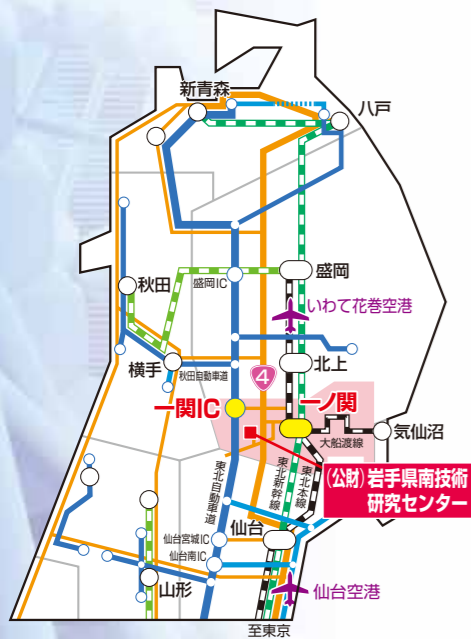 新青森
八戸
盛岡
盛岡IC
秋田
いわて花巻空港
横手
北上
秋田自動車道
4
一関IC
一ノ関
大船渡線
気仙沼
(公財)岩手県南技術
研究センター
東北自動車道
東北新幹線
東北本線
仙台
仙台宮城IC
仙台南IC
山形
仙台空港
至東京